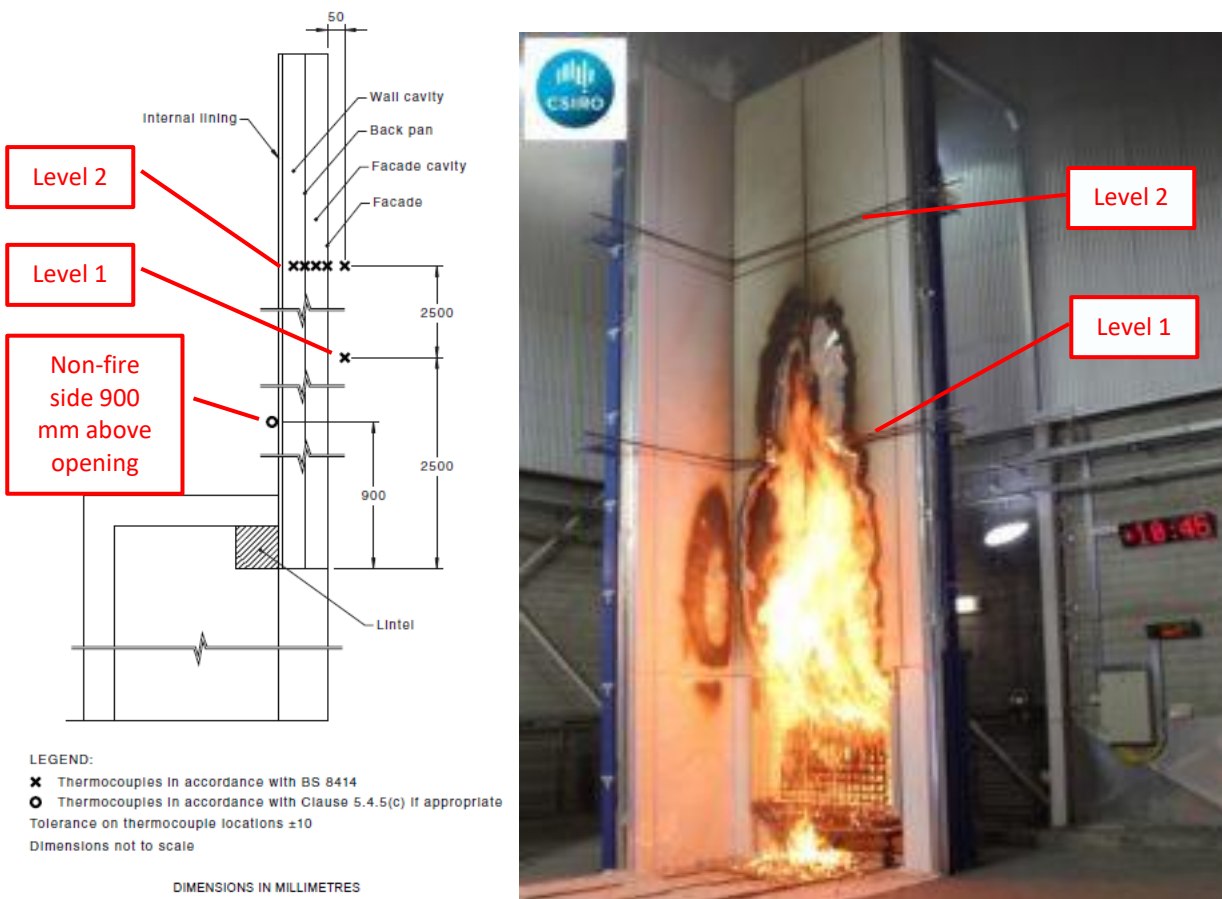 50
Wall cavity
Internal lining
Back pan
Level 2
Facade cavity
Facade
Level 1
2500
Non-fire
side 900
mm above
opening
2500
900
Lintel
LEGEND:
Thermocouples in accordance with BS 8414
Thermocouples in accordance with Clause 5.4.5(c) if appropriate
Tolerance on thermocouple locations ±10
Dimensions not to scale
DIMENSIONS IN MILLIMETRES
CSIRO
Level 2
Level 1
10:46